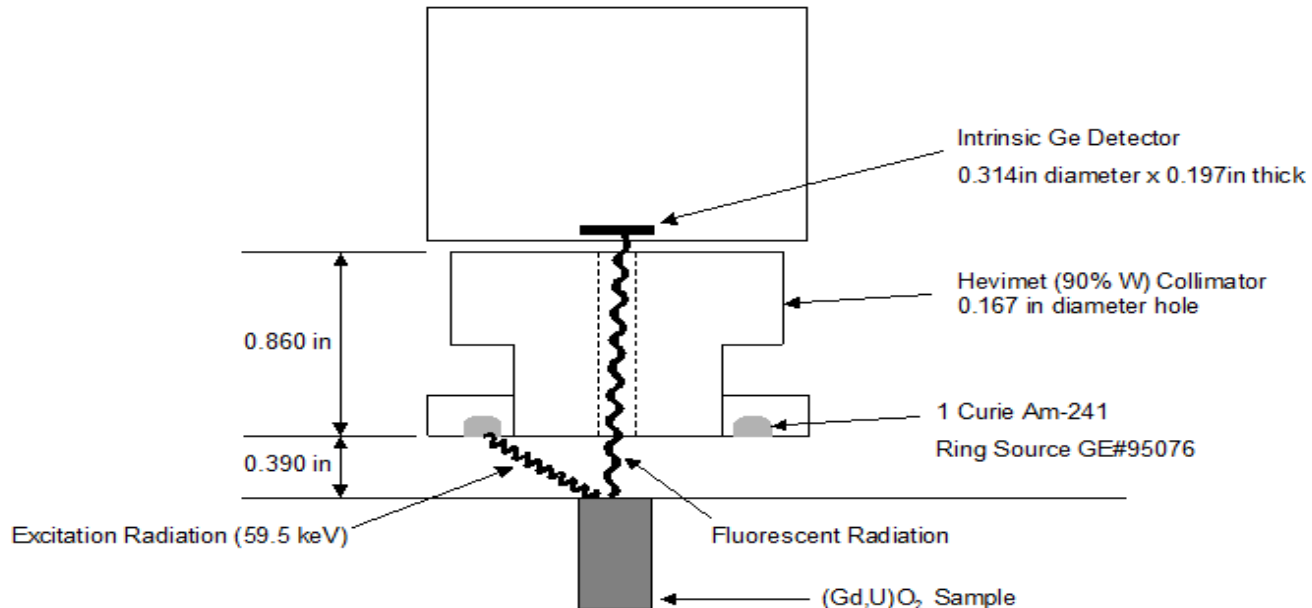 Intrinsic Ge Detector
0.314in diameter x 0.197in thick
Hevimet (90% W) Collimator
0.167 in diameter hole
0.860 in
1 Curie Am-241
Ring Source GE#95076
0.390 in
Excitation Radiation (59.5 keV)
Fluorescent Radiation
(Gd,U)O₂ Sample